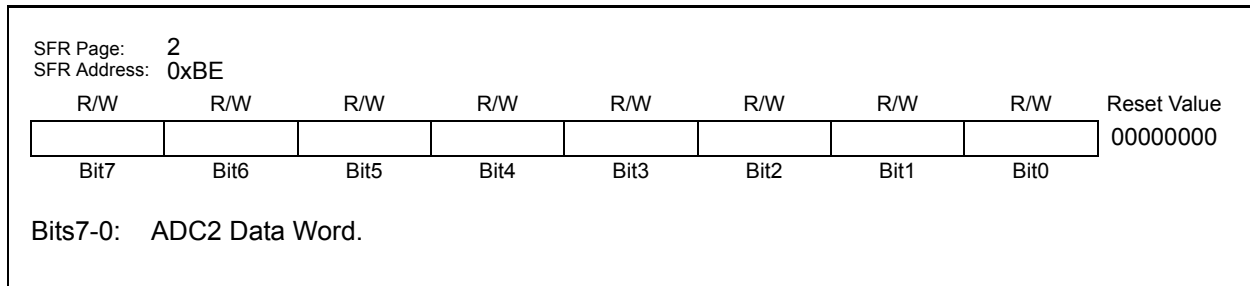 SFR Page: 2
SFR Address: 0xBE
R/W R/W R/W R/W R/W R/W R/W R/W Reset Value
00000000
Bit7 Bit6 Bit5 Bit4 Bit3 Bit2 Bit1 Bit0
Bits7-0: ADC2 Data Word.